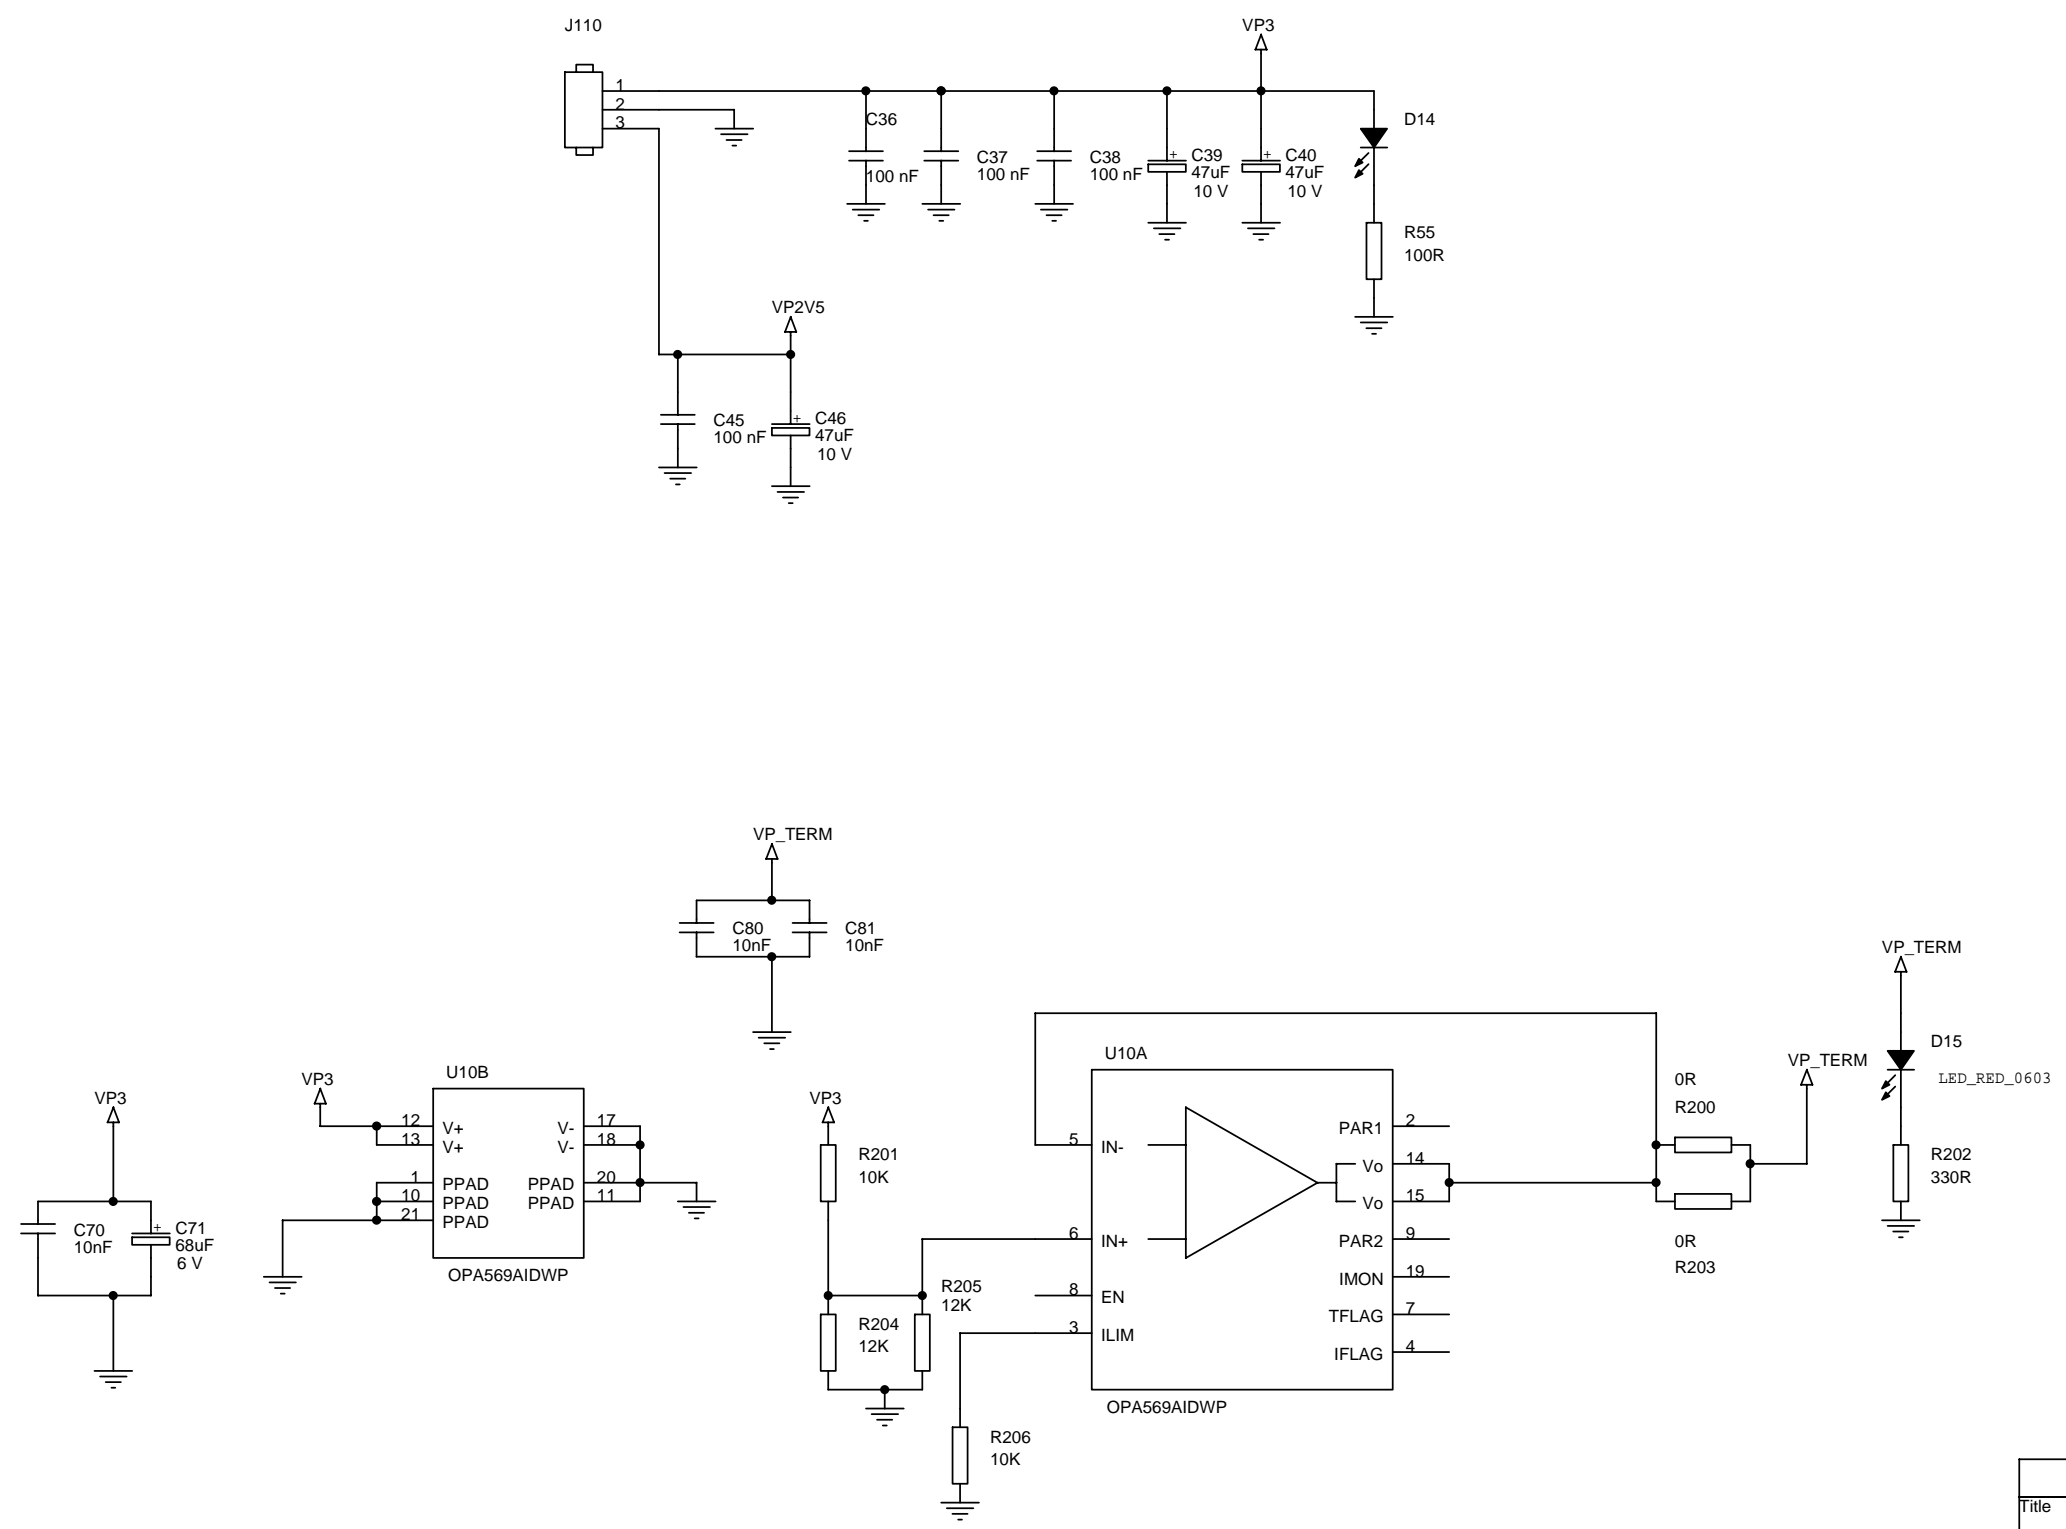 J110
VP3
1
2
3
+
+
C36
100 nF
C37
100 nF
C38
100 nF
C39
47uF
10 V
C40
47uF
10 V
D14
R55
100R
VP2V5
C45
100 nF
+
C46
47uF
10 V
VP_TERM
C80
10nF
C81
10nF
VP3
C70
10nF
+
C71
68uF
6 V
VP3
U10B
12
V+
V-
17
13
V+
V-
18
1
PPAD
PPAD
20
10
PPAD
PPAD
11
21
PPAD
OPA569AIDWP
VP3
R201
10K
R205
12K
R204
12K
R206
10K
U10A
5
IN-
6
IN+
8
EN
3
ILIM
PAR1
2
Vo
14
Vo
15
PAR2
9
IMON
19
TFLAG
7
IFLAG
4
OPA569AIDWP
0R
R200
0R
R203
VP_TERM
VP_TERM
D15
LED_RED_0603
R202
330R
Title